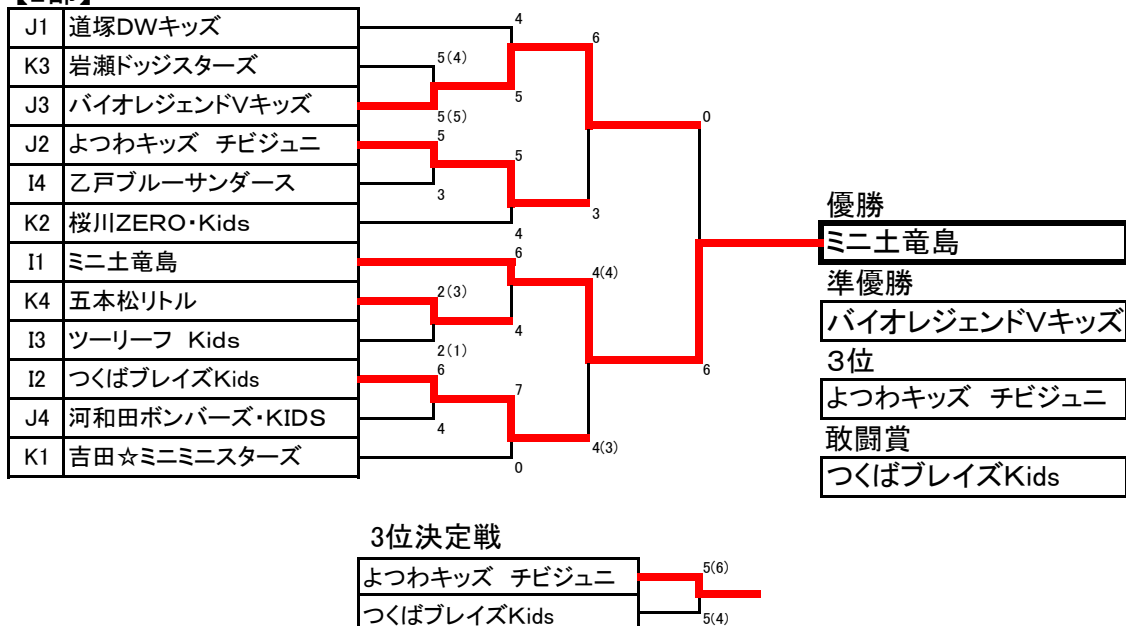 J1 道塚DWキッズ
K3 岩瀬ドッジスターズ
J3 バイオレジェンドVキッズ
J2 よつわキッズ　チビジュニ
I4 乙戸ブルーサンダース
K2 桜川ZERO・Kids
I1 ミニ土竜島
K4 五本松リトル
I3 ツーリーフ　Kids
I2 つくばブレイズKids
J4 河和田ボンバーズ・KIDS
K1 吉田☆ミニミニスターズ
4
5(4)
5(5)
5
5
3
5
4
6
3
6
2(3)
2(1)
4
6
4
7
0
4(4)
4(3)
0
6
優勝
ミニ土竜島
準優勝
バイオレジェンドVキッズ
3位
よつわキッズ　チビジュニ
敢闘賞
つくばブレイズKids
3位決定戦
よつわキッズ　チビジュニ
つくばブレイズKids
5(6)
5(4)